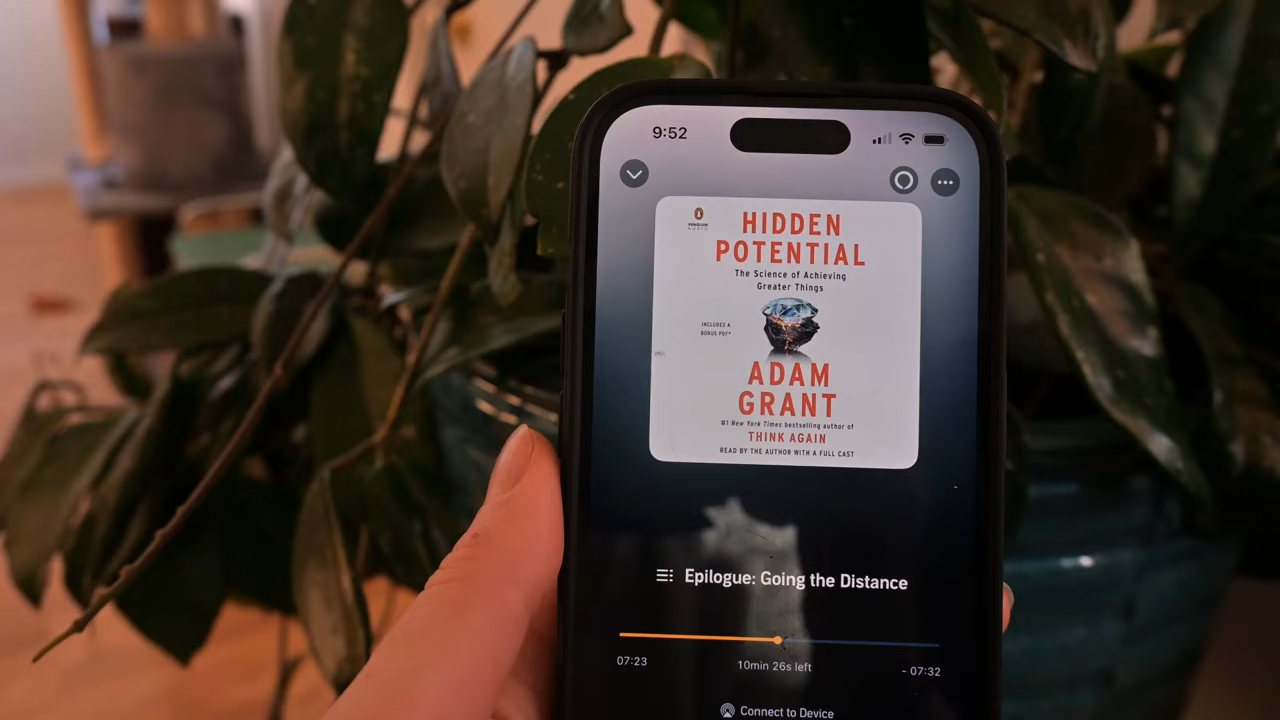 9:52
PENGUIN
AUDIO
HIDDEN
POTENTIAL
The Science of Achieving
Greater Things
INCLUDES A
BONUS PDF*
ADAM
GRANT
#1 New York Times bestselling author of
THINK AGAIN
READ BY THE AUTHOR WITH A FULL CAST
Epilogue: Going the Distance
07:23
10min 26s left
- 07:32
Connect to Device